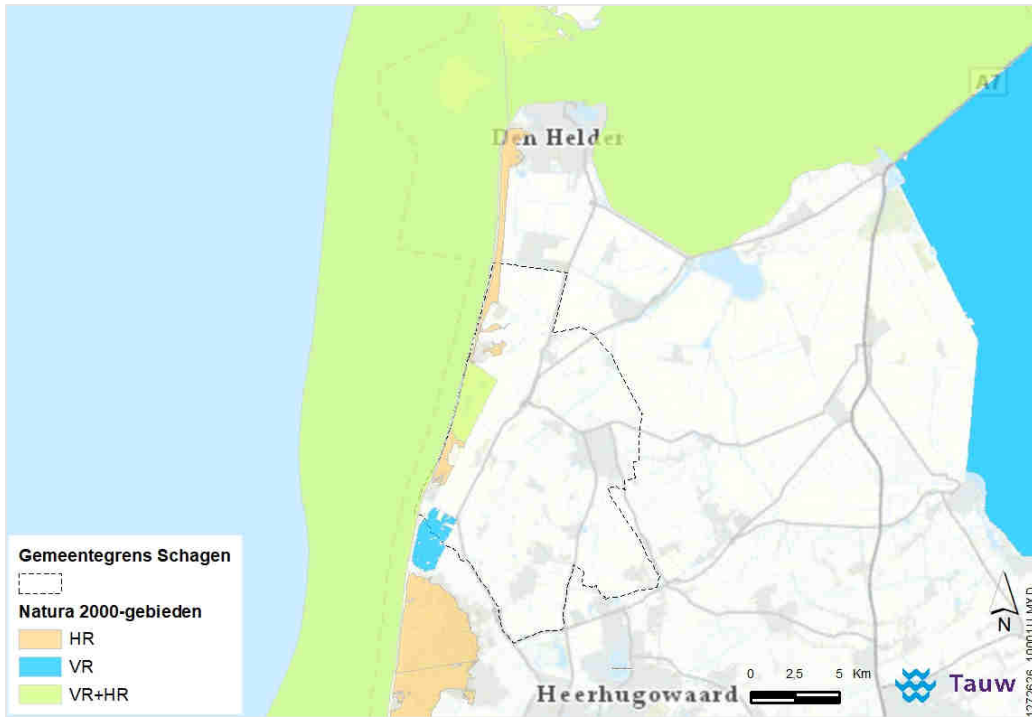 A7
Den Helder
Gemeentegrens Schagen
Natura 2000-gebieden
HR
VR
VR+HR
Heerhugowaard
0 2,5 5 Km
N
Tauw